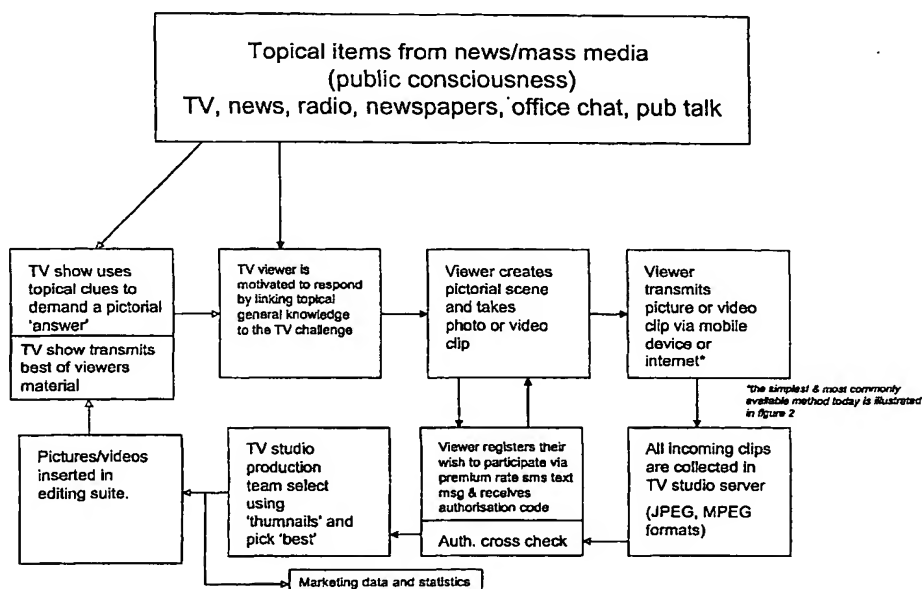 Topical items from news/mass media
(public consciousness)
TV, news, radio, newspapers, office chat, pub talk
TV show uses
topical clues to
demand a pictorial
'answer'
TV show transmits
best of viewers
material
TV viewer is
motivated to respond
by linking topical
general knowledge
to the TV challenge
Viewer creates
pictorial scene
and takes
photo or video
clip
Viewer
transmits
picture or video
clip via mobile
device or
internet*
*the simplest & most commonly
available method today is illustrated
in figure 2
Pictures/videos
inserted in
editing suite.
TV studio
production
team select
using
'thumnails' and
pick 'best'
Viewer registers their
wish to participate via
premium rate sms text
msg & receives
authorisation code
Auth. cross check
All incoming clips
are collected in
TV studio server
(JPEG, MPEG
formats)
Marketing data and statistics